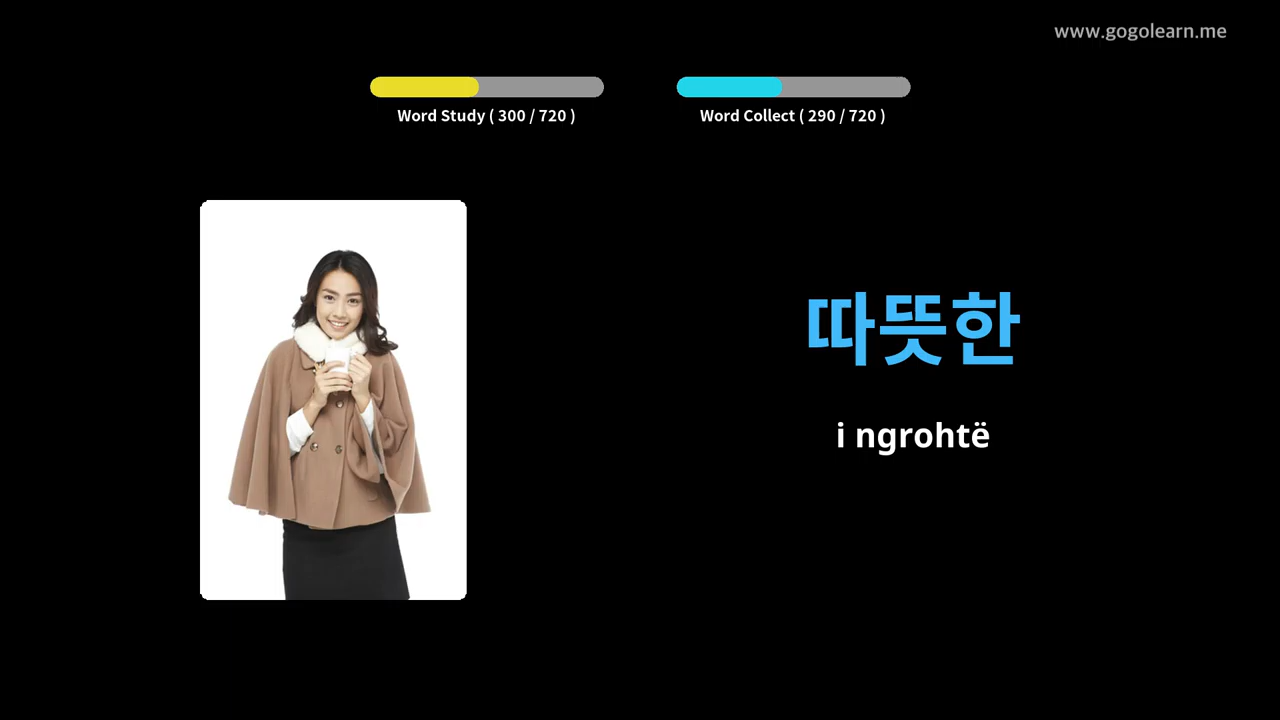 www.gogolearn.me
Word Study ( 300 / 720 )
Word Collect ( 290 / 720 )
따뜻한
i ngrohtë